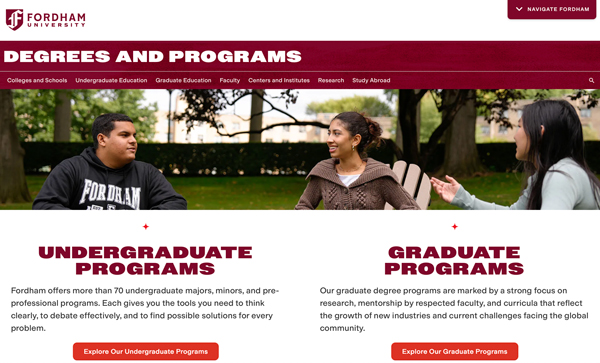 FORDHAM
UNIVERSITY
NAVIGATE FORDHAM
DEGREES AND PROGRAMS
Colleges and Schools Undergraduate Education Graduate Education Faculty Centers and Institutes Research Study Abroad
FORDHAM
UNDERGRADUATE
PROGRAMS
Fordham offers more than 70 undergraduate majors, minors, and pre-
professional programs. Each gives you the tools you need to think
clearly, to debate effectively, and to find possible solutions for every
problem.
Explore Our Undergraduate Programs
GRADUATE
PROGRAMS
Our graduate degree programs are marked by a strong focus on
research, mentorship by respected faculty, and curricula that reflect
the growth of new industries and current challenges facing the global
community.
Explore Our Graduate Programs